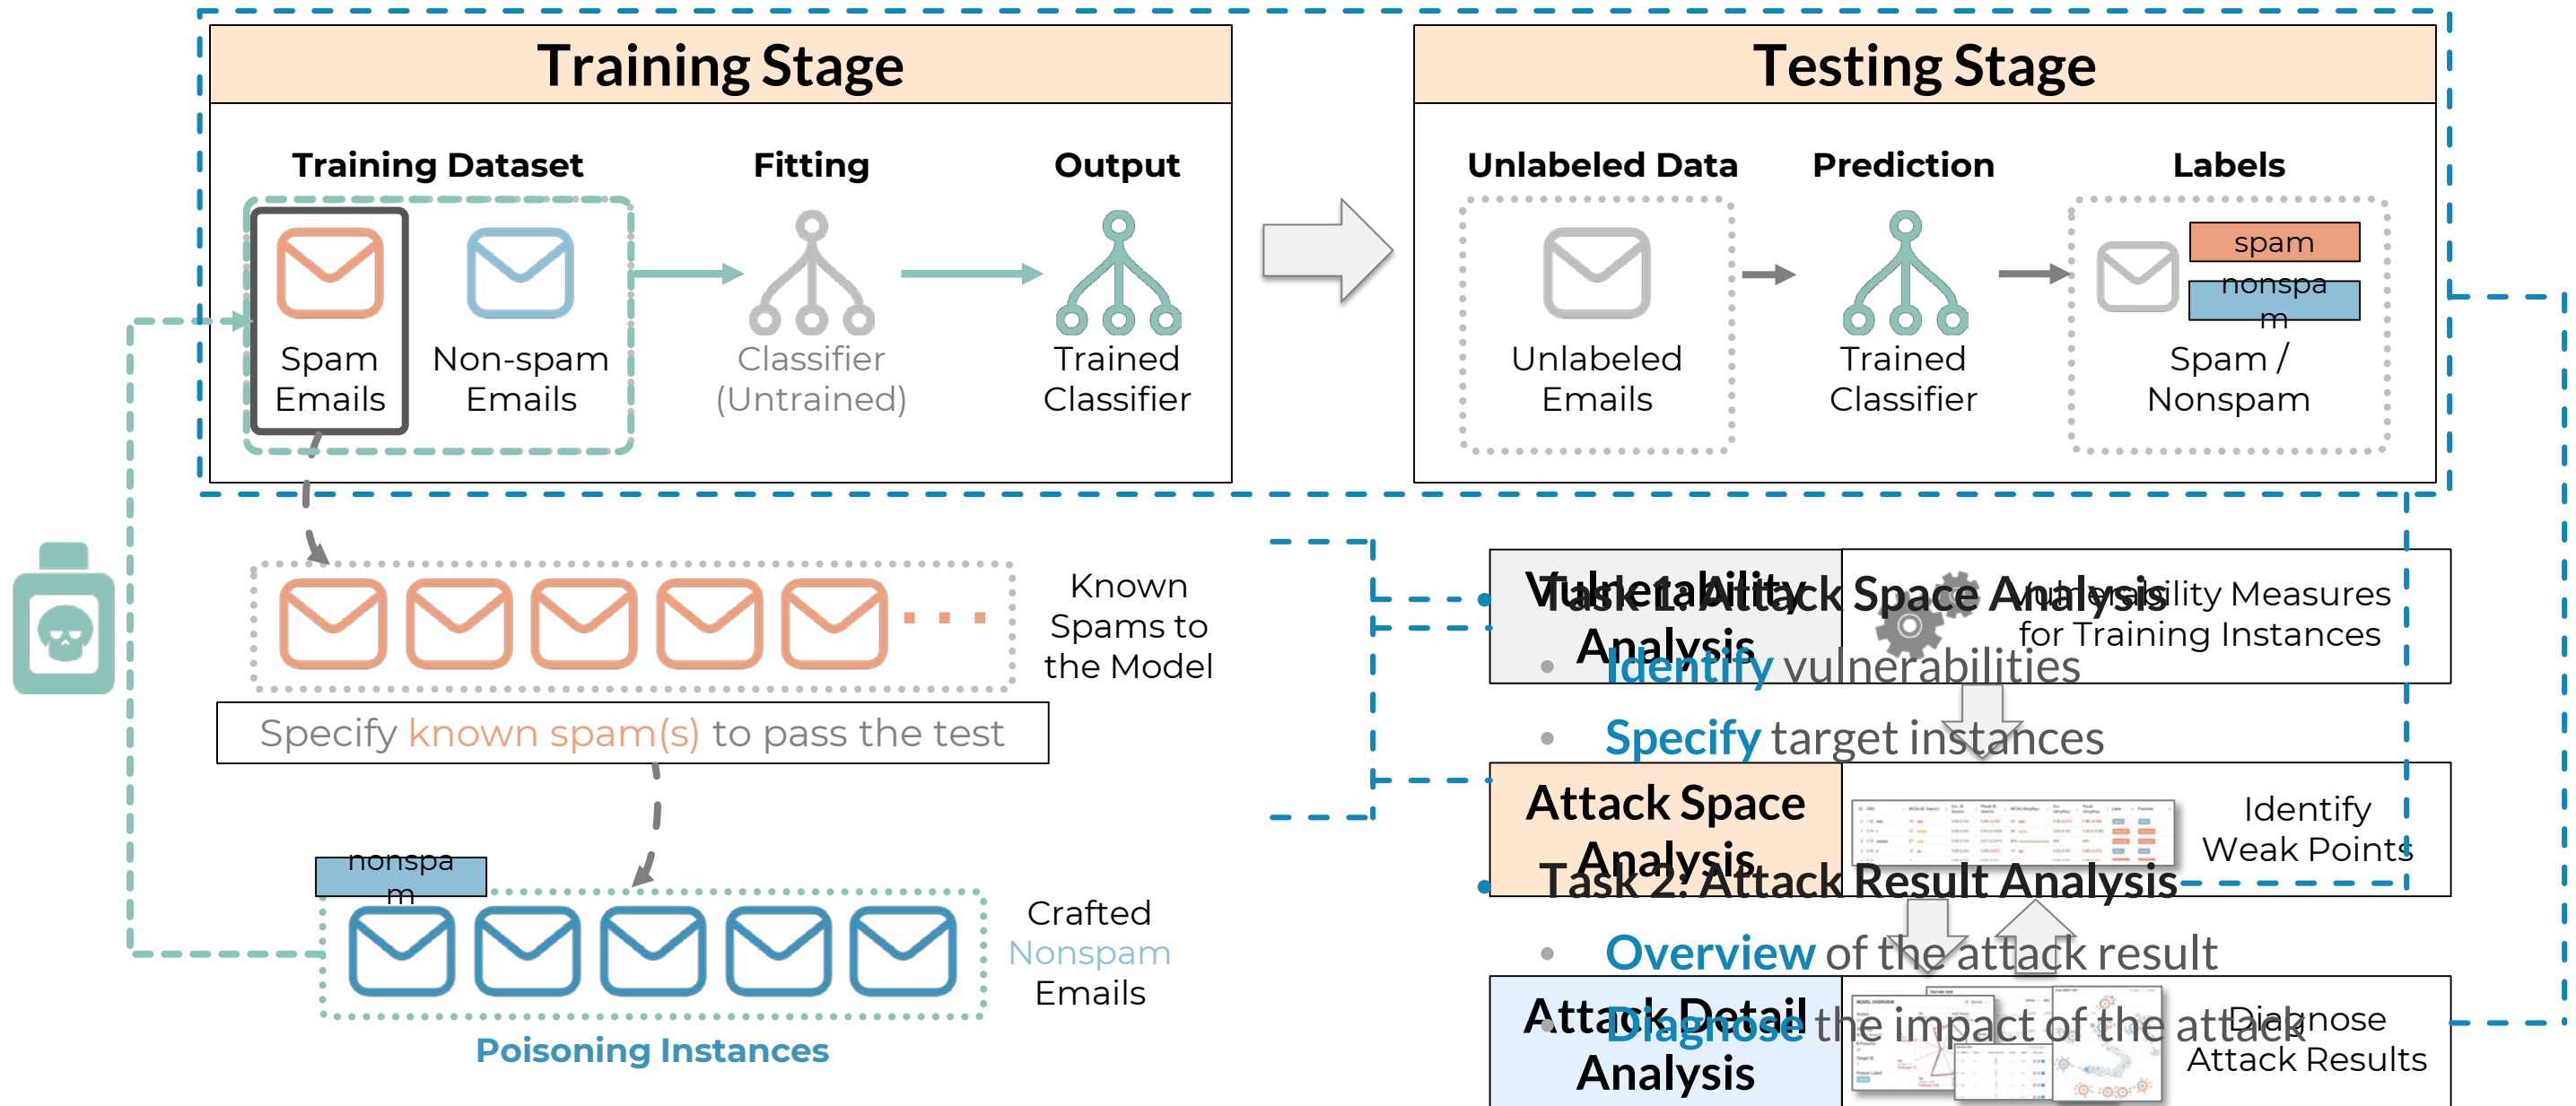 Training Stage
Training Dataset
Fitting
Output
Spam
Emails
Non-spam
Emails
Classifier
(Untrained)
Trained
Classifier
Testing Stage
Unlabeled Data
Prediction
Labels
Unlabeled
Emails
Trained
Classifier
spam
nonspa
m
Spam /
Nonspam
Known
Spams to
the Model
Specify known spam(s) to pass the test
nonspa
m
Crafted
Nonspam
Emails
Poisoning Instances
Vulnerability
Analysis
Vulnerability Measures
for Training Instances
Task 1: Attack Space Analysis
Identify vulnerabilities
Specify target instances
Attack Space
Analysis
Identify
Weak Points
Task 2: Attack Result Analysis
Overview of the attack result
Diagnose the impact of the attack
Attack Detail
Analysis
Diagnose
Attack Results